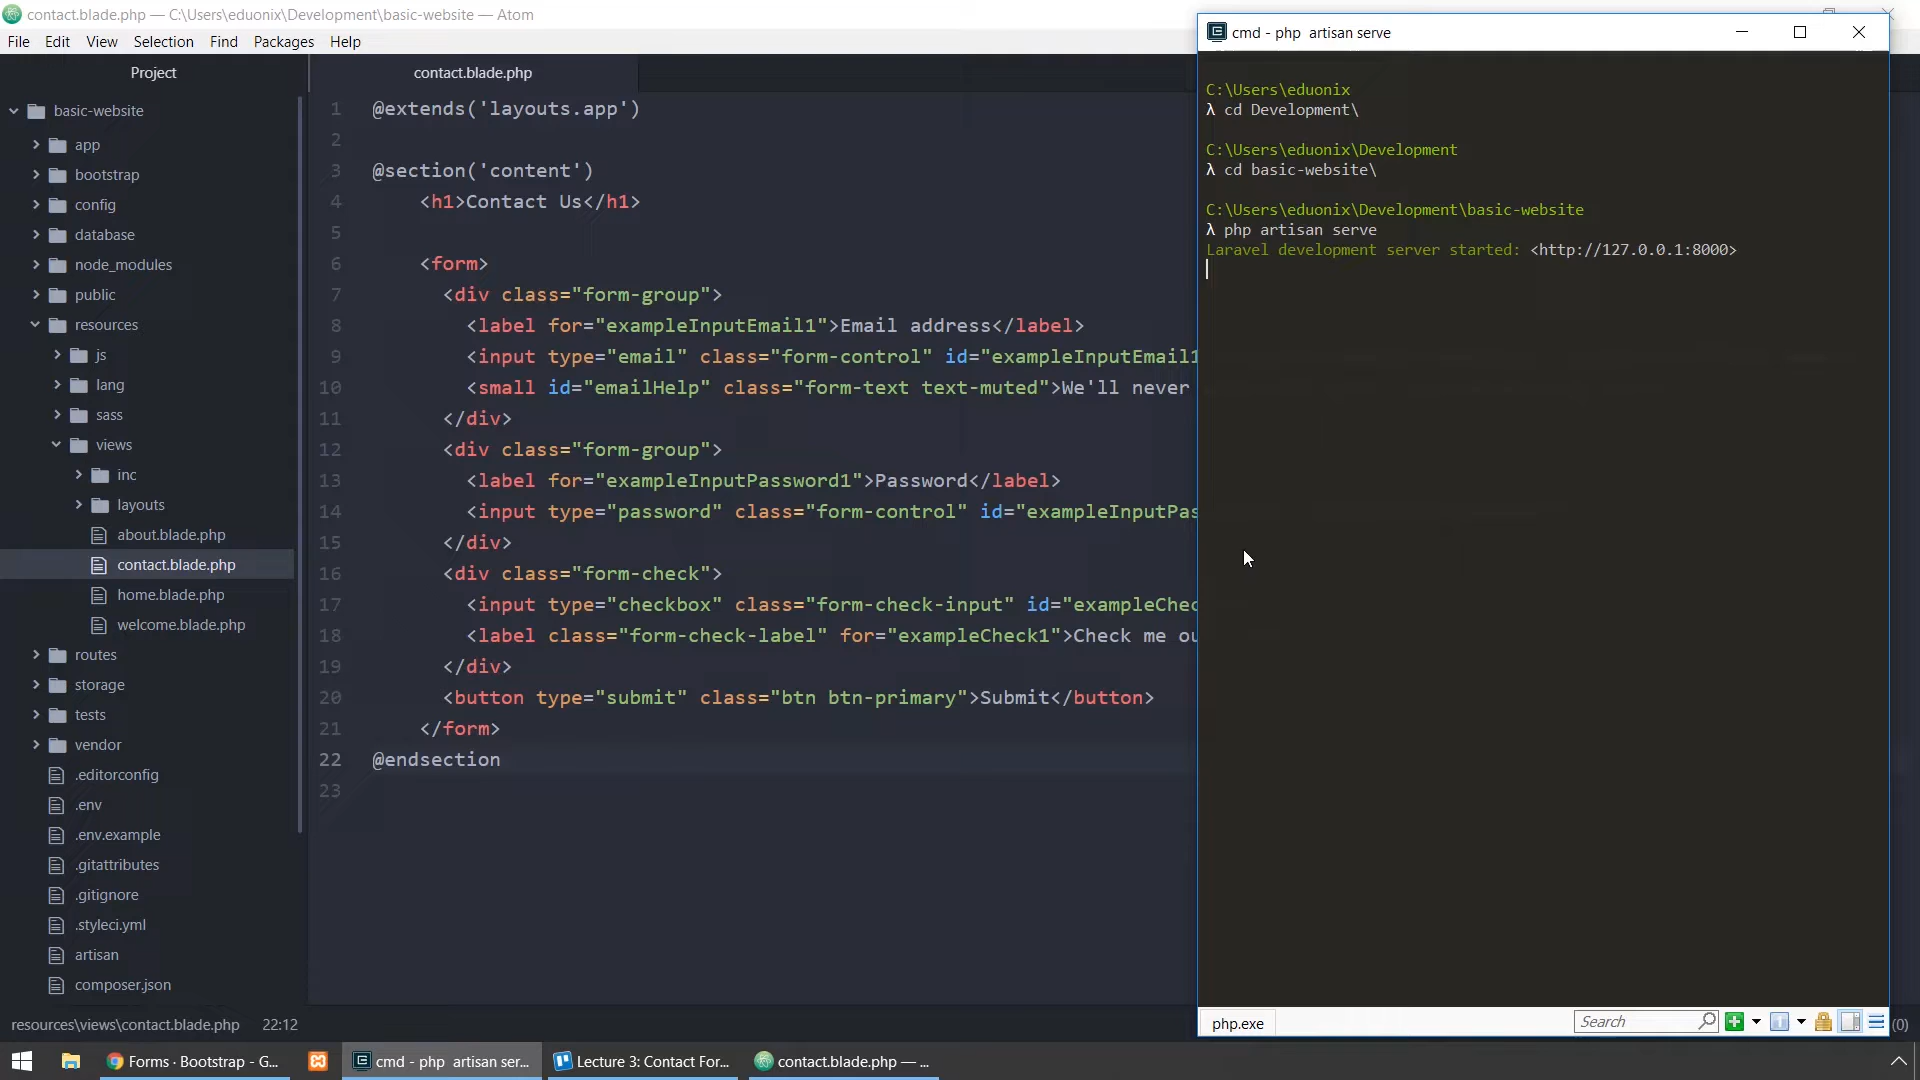 contact.blade.php — C:\Users\eduonix\Development\basic-website — Atom
File Edit View Selection Find Packages Help
Project
basic-website
app
bootstrap
config
database
node_modules
public
resources
js
lang
sass
views
inc
layouts
about.blade.php
contact.blade.php
home.blade.php
welcome.blade.php
routes
storage
tests
vendor
.editorconfig
.env
.env.example
.gitattributes
.gitignore
.styleci.yml
artisan
composer.json
contact.blade.php
1 @extends('layouts.app')
2
3 @section('content')
4 <h1>Contact Us</h1>
5
6 <form>
7 <div class="form-group">
8 <label for="exampleInputEmail1">Email address</label>
9 <input type="email" class="form-control" id="exampleInputEmail1
10 <small id="emailHelp" class="form-text text-muted">We'll never
11 </div>
12 <div class="form-group">
13 <label for="exampleInputPassword1">Password</label>
14 <input type="password" class="form-control" id="exampleInputPas
15 </div>
16 <div class="form-check">
17 <input type="checkbox" class="form-check-input" id="exampleChec
18 <label class="form-check-label" for="exampleCheck1">Check me ou
19 </div>
20 <button type="submit" class="btn btn-primary">Submit</button>
21 </form>
22 @endsection
23
cmd - php artisan serve
C:\Users\eduonix
λ cd Development\
C:\Users\eduonix\Development
λ cd basic-website\
C:\Users\eduonix\Development\basic-website
λ php artisan serve
Laravel development server started: <http://127.0.0.1:8000>
php.exe
Search
resources\views\contact.blade.php 22:12
(0)
Forms · Bootstrap - G...
cmd - php artisan ser...
Lecture 3: Contact For...
contact.blade.php — ...